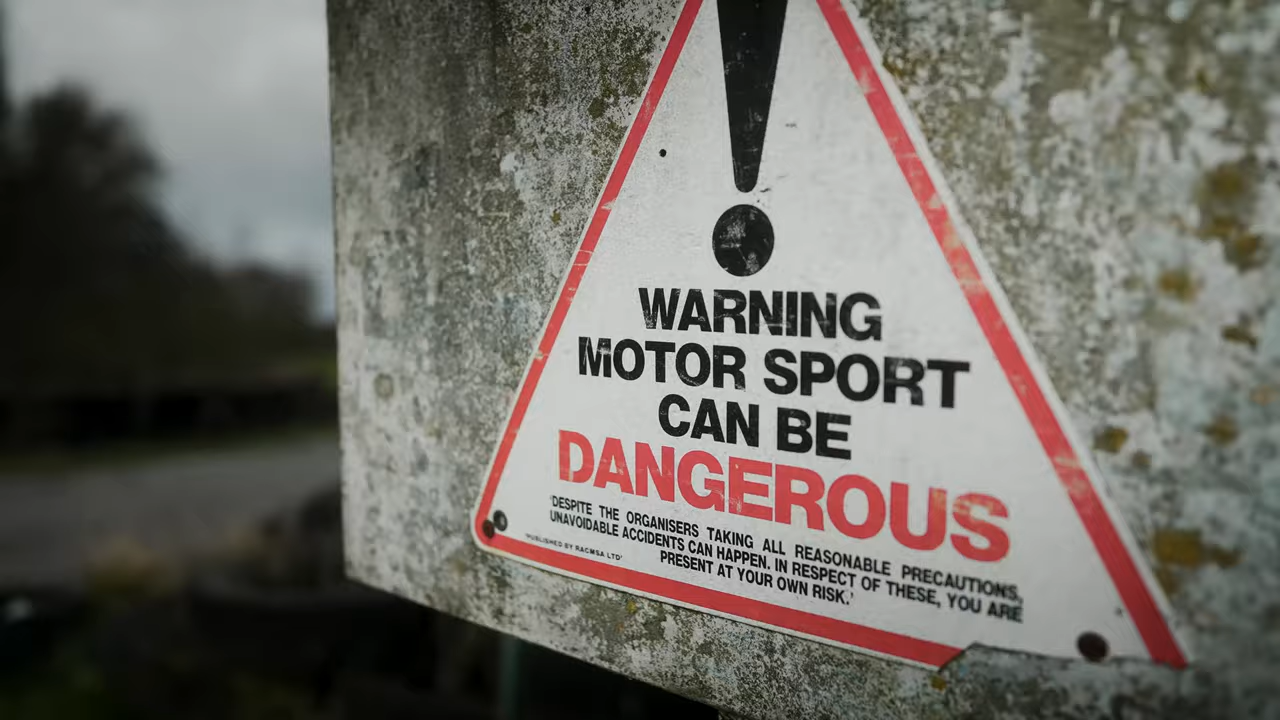 !
WARNING
MOTOR SPORT
CAN BE
DANGEROUS
'DESPITE THE ORGANISERS TAKING ALL REASONABLE PRECAUTIONS,
UNAVOIDABLE ACCIDENTS CAN HAPPEN. IN RESPECT OF THESE, YOU ARE
PRESENT AT YOUR OWN RISK.'
'PUBLISHED BY RACMSA LTD'